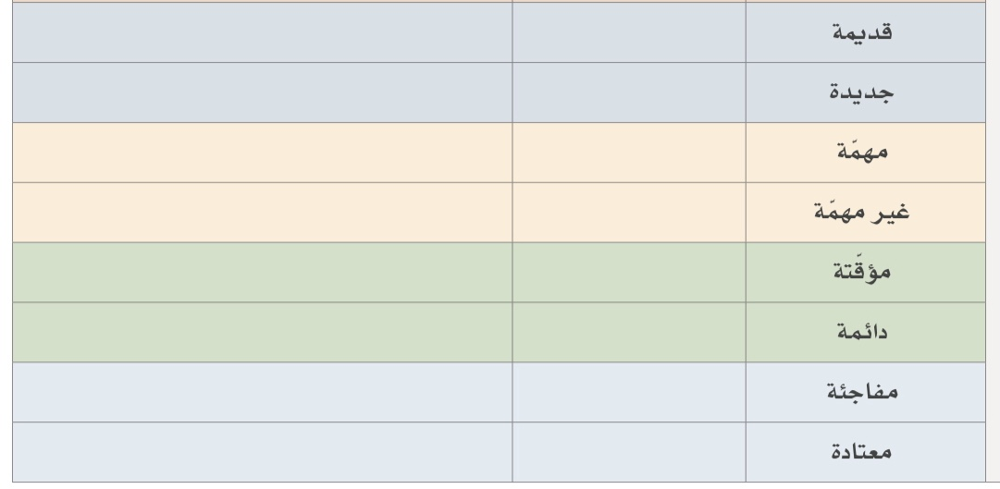 قديمة
جديدة
مهمّة
غير مهمّة
مؤقّتة
دائمة
مفاجئة
معتادة